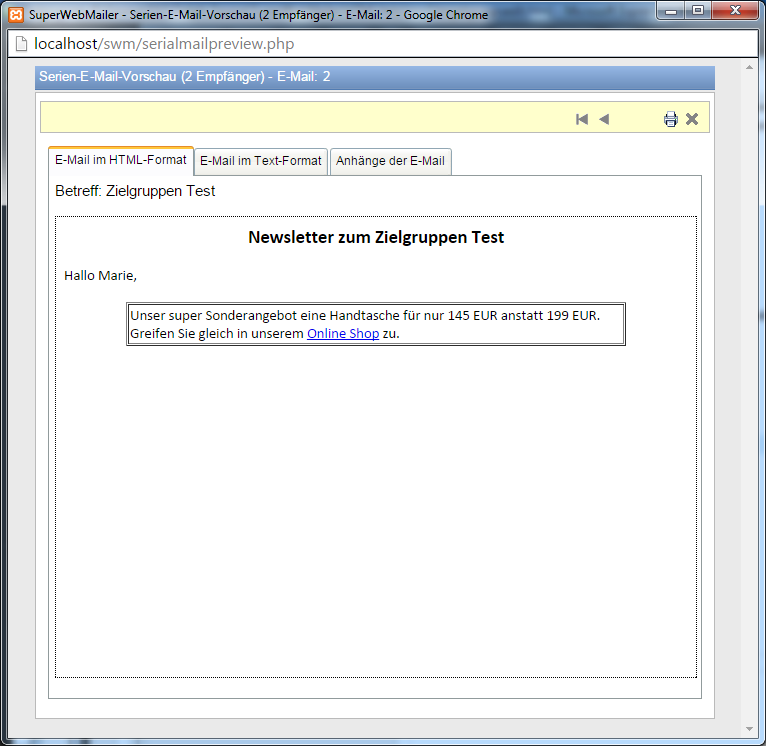 SuperWebMailer - Serien-E-Mail-Vorschau (2 Empfänger) - E-Mail: 2 - Google Chrome
localhost/swm/serialmailpreview.php
Serien-E-Mail-Vorschau (2 Empfänger) - E-Mail: 2
E-Mail im HTML-Format E-Mail im Text-Format Anhänge der E-Mail
Betreff: Zielgruppen Test
Newsletter zum Zielgruppen Test
Hallo Marie,
Unser super Sonderangebot eine Handtasche für nur 145 EUR anstatt 199 EUR.
Greifen Sie gleich in unserem Online Shop zu.